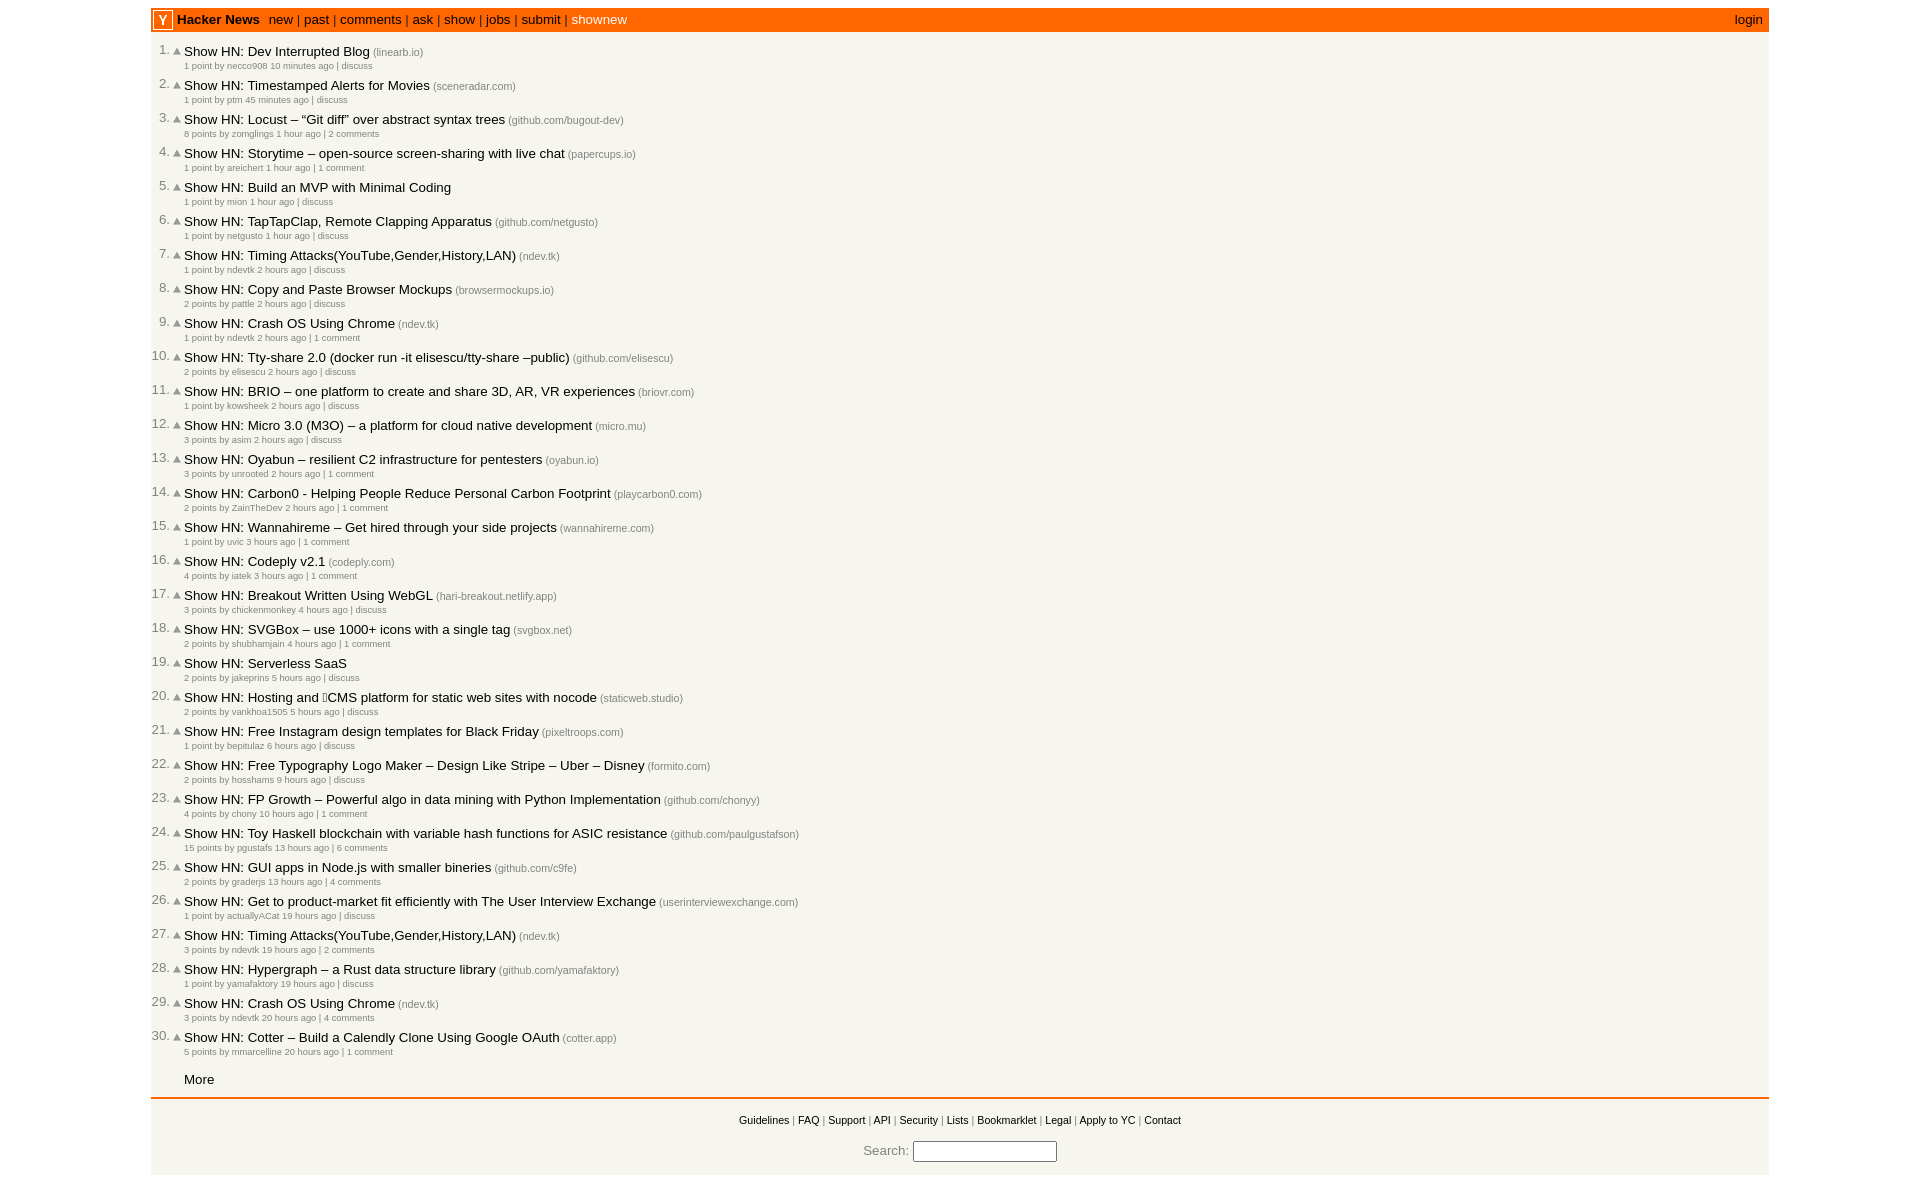 Y Hacker News new | past | comments | ask | show | jobs | submit | shownew login
1. Show HN: Dev Interrupted Blog (linearb.io)
1 point by necco908 10 minutes ago | discuss
2. Show HN: Timestamped Alerts for Movies (sceneradar.com)
1 point by ptm 45 minutes ago | discuss
3. Show HN: Locust – “Git diff” over abstract syntax trees (github.com/bugout-dev)
8 points by zomglings 1 hour ago | 2 comments
4. Show HN: Storytime – open-source screen-sharing with live chat (papercups.io)
1 point by areichert 1 hour ago | 1 comment
5. Show HN: Build an MVP with Minimal Coding
1 point by mion 1 hour ago | discuss
6. Show HN: TapTapClap, Remote Clapping Apparatus (github.com/netgusto)
1 point by netgusto 1 hour ago | discuss
7. Show HN: Timing Attacks(YouTube,Gender,History,LAN) (ndev.tk)
1 point by ndevtk 2 hours ago | discuss
8. Show HN: Copy and Paste Browser Mockups (browsermockups.io)
2 points by pattle 2 hours ago | discuss
9. Show HN: Crash OS Using Chrome (ndev.tk)
1 point by ndevtk 2 hours ago | 1 comment
10. Show HN: Tty-share 2.0 (docker run -it elisescu/tty-share –public) (github.com/elisescu)
2 points by elisescu 2 hours ago | discuss
11. Show HN: BRIO – one platform to create and share 3D, AR, VR experiences (briovr.com)
1 point by kowsheek 2 hours ago | discuss
12. Show HN: Micro 3.0 (M3O) – a platform for cloud native development (micro.mu)
3 points by asim 2 hours ago | discuss
13. Show HN: Oyabun – resilient C2 infrastructure for pentesters (oyabun.io)
3 points by unrooted 2 hours ago | 1 comment
14. Show HN: Carbon0 - Helping People Reduce Personal Carbon Footprint (playcarbon0.com)
2 points by ZainTheDev 2 hours ago | 1 comment
15. Show HN: Wannahireme – Get hired through your side projects (wannahireme.com)
1 point by uvic 3 hours ago | 1 comment
16. Show HN: Codeply v2.1 (codeply.com)
4 points by iatek 3 hours ago | 1 comment
17. Show HN: Breakout Written Using WebGL (hari-breakout.netlify.app)
3 points by chickenmonkey 4 hours ago | discuss
18. Show HN: SVGBox – use 1000+ icons with a single tag (svgbox.net)
2 points by shubhamjain 4 hours ago | 1 comment
19. Show HN: Serverless SaaS
2 points by jakeprins 5 hours ago | discuss
20. Show HN: Hosting and CMS platform for static web sites with nocode (staticweb.studio)
2 points by vankhoa1505 5 hours ago | discuss
21. Show HN: Free Instagram design templates for Black Friday (pixeltroops.com)
1 point by bepitulaz 6 hours ago | discuss
22. Show HN: Free Typography Logo Maker – Design Like Stripe – Uber – Disney (formito.com)
2 points by hosshams 9 hours ago | discuss
23. Show HN: FP Growth – Powerful algo in data mining with Python Implementation (github.com/chonyy)
4 points by chony 10 hours ago | 1 comment
24. Show HN: Toy Haskell blockchain with variable hash functions for ASIC resistance (github.com/paulgustafson)
15 points by pgustafs 13 hours ago | 6 comments
25. Show HN: GUI apps in Node.js with smaller bineries (github.com/c9fe)
2 points by graderjs 13 hours ago | 4 comments
26. Show HN: Get to product-market fit efficiently with The User Interview Exchange (userinterviewexchange.com)
1 point by actuallyACat 19 hours ago | discuss
27. Show HN: Timing Attacks(YouTube,Gender,History,LAN) (ndev.tk)
3 points by ndevtk 19 hours ago | 2 comments
28. Show HN: Hypergraph – a Rust data structure library (github.com/yamafaktory)
1 point by yamafaktory 19 hours ago | discuss
29. Show HN: Crash OS Using Chrome (ndev.tk)
3 points by ndevtk 20 hours ago | 4 comments
30. Show HN: Cotter – Build a Calendly Clone Using Google OAuth (cotter.app)
5 points by mmarcelline 20 hours ago | 1 comment
More
Guidelines | FAQ | Support | API | Security | Lists | Bookmarklet | Legal | Apply to YC | Contact
Search: